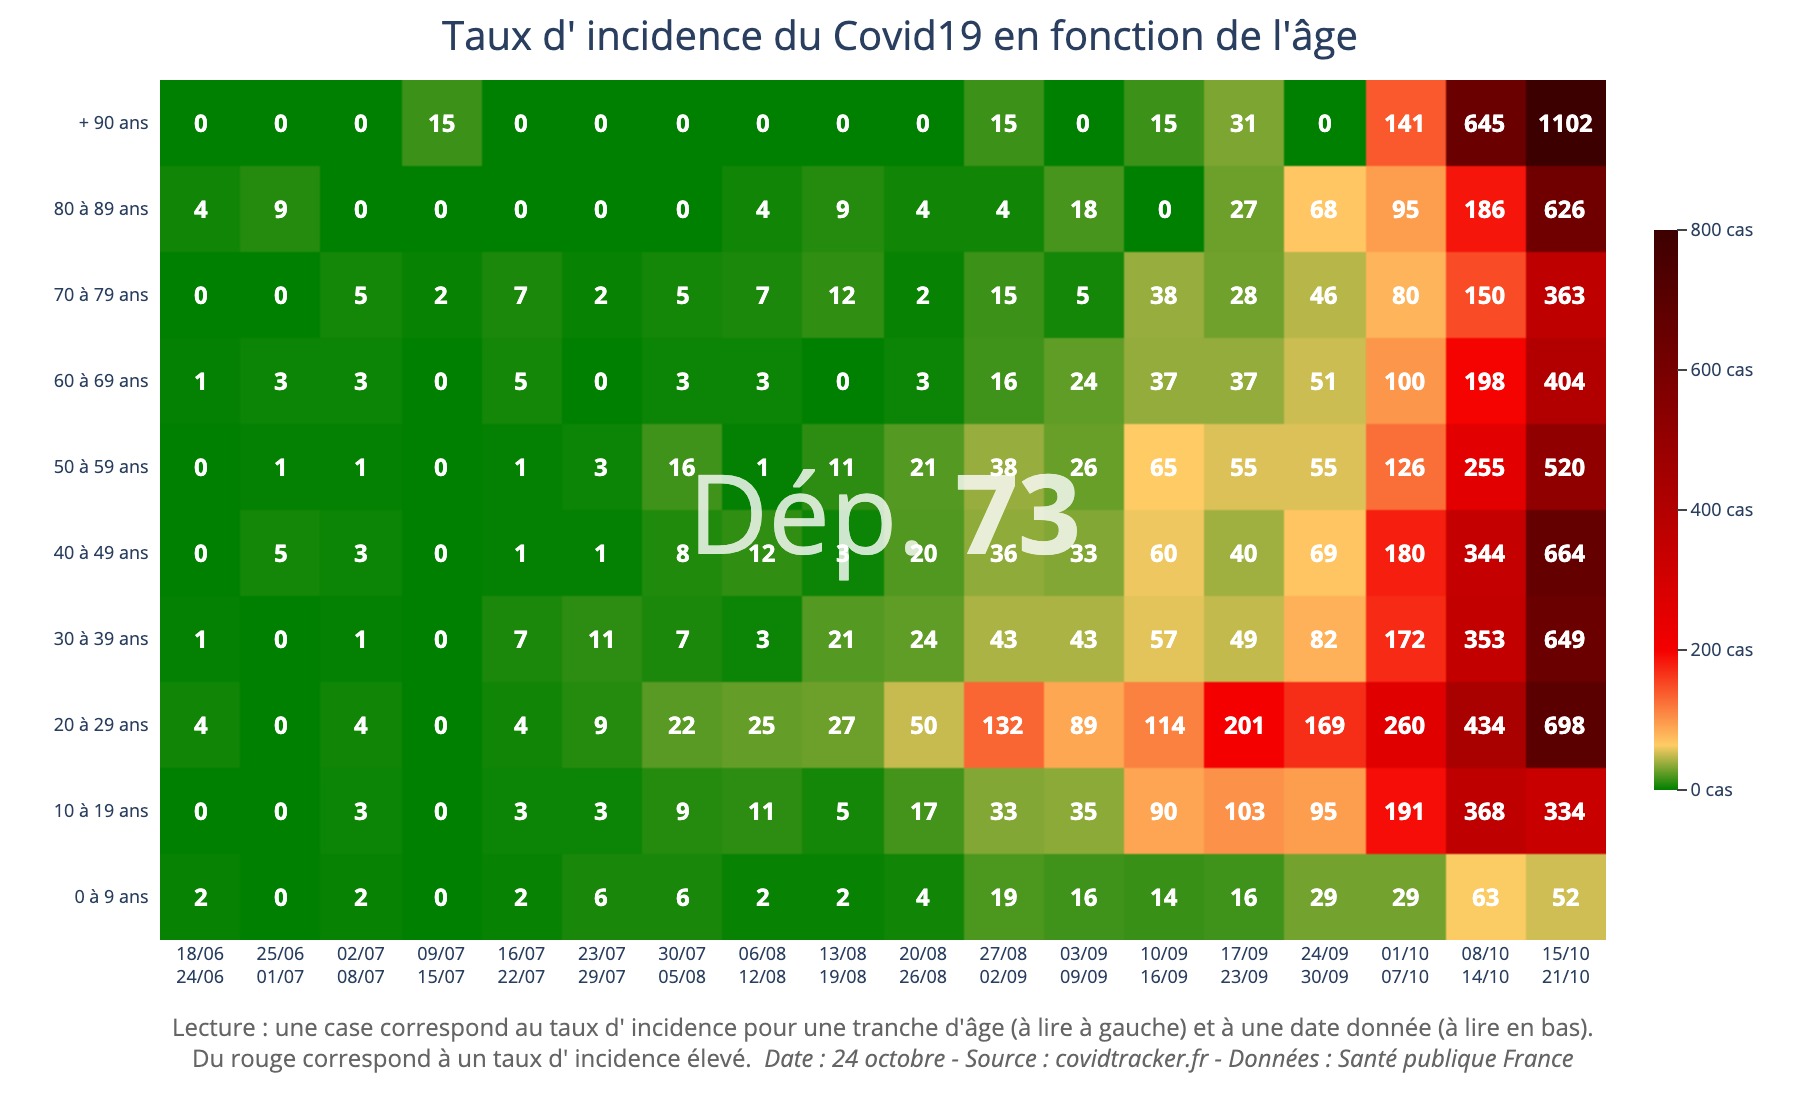 Taux d' incidence du Covid19 en fonction de l'âge
+ 90 ans 0 0 0 15 0 0 0 0 0 0 15 0 15 31 0 141 645 1102
80 à 89 ans 4 9 0 0 0 0 0 4 9 4 4 18 0 27 68 95 186 626
70 à 79 ans 0 0 5 2 7 2 5 7 12 2 15 5 38 28 46 80 150 363
60 à 69 ans 1 3 3 0 5 0 3 3 0 3 16 24 37 37 51 100 198 404
50 à 59 ans 0 1 1 0 1 3 16 1 11 21 38 26 65 55 55 126 255 520
Dép. 73
40 à 49 ans 0 5 3 0 1 1 8 12 3 20 36 33 60 40 69 180 344 664
30 à 39 ans 1 0 1 0 7 11 7 3 21 24 43 43 57 49 82 172 353 649
20 à 29 ans 4 0 4 0 4 9 22 25 27 50 132 89 114 201 169 260 434 698
10 à 19 ans 0 0 3 0 3 3 9 11 5 17 33 35 90 103 95 191 368 334
0 à 9 ans 2 0 2 0 2 6 6 2 2 4 19 16 14 16 29 29 63 52
18/06 25/06 02/07 09/07 16/07 23/07 30/07 06/08 13/08 20/08 27/08 03/09 10/09 17/09 24/09 01/10 08/10 15/10
24/06 01/07 08/07 15/07 22/07 29/07 05/08 12/08 19/08 26/08 02/09 09/09 16/09 23/09 30/09 07/10 14/10 21/10
800 cas
600 cas
400 cas
200 cas
0 cas
Lecture : une case correspond au taux d' incidence pour une tranche d'âge (à lire à gauche) et à une date donnée (à lire en bas).
Du rouge correspond à un taux d' incidence élevé. Date : 24 octobre - Source : covidtracker.fr - Données : Santé publique France